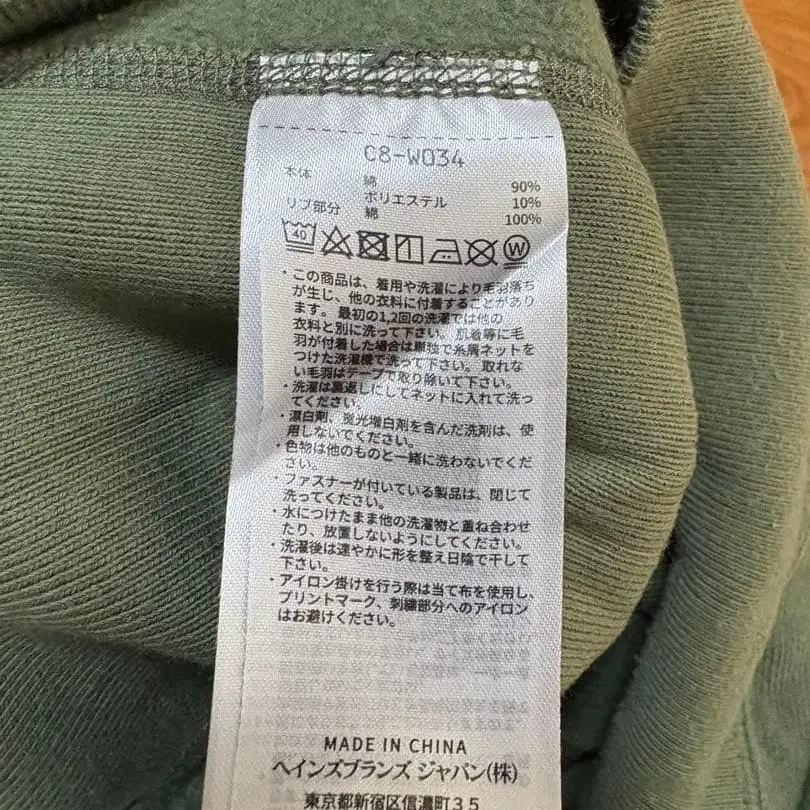 C8-W034
本体 綿 90%
ポリエステル 10%
リブ部分 綿 100%
40
W
・この商品は、着用や洗濯により毛羽落ち
が生じ、他の衣料に付着することがあり
ます。最初の1,2回の洗濯では他の
衣料と別に洗って下さい。肌着等に毛
羽が付着した場合は単独で糸屑ネットを
つけた洗濯機で洗って下さい。取れな
い毛羽はテープで取り除いて下さい。
・洗濯は裏返しにしてネットに入れて洗っ
てください。
・漂白剤、蛍光増白剤を含んだ洗剤は、使
用しないでください。
・色物は他のものと一緒に洗わないでくだ
さい。
・ファスナーが付いている製品は、閉じて
洗ってください。
・水につけたまま他の洗濯物と重ね合わせ
たり、放置しないようにしてください。
・洗濯後は速やかに形を整え日陰で干して
下さい。
・アイロン掛けを行う際は当て布を使用し、
プリントマーク、刺繍部分へのアイロン
はお避けください。
MADE IN CHINA
ヘインズブランズ ジャパン(株)
東京都新宿区信濃町35